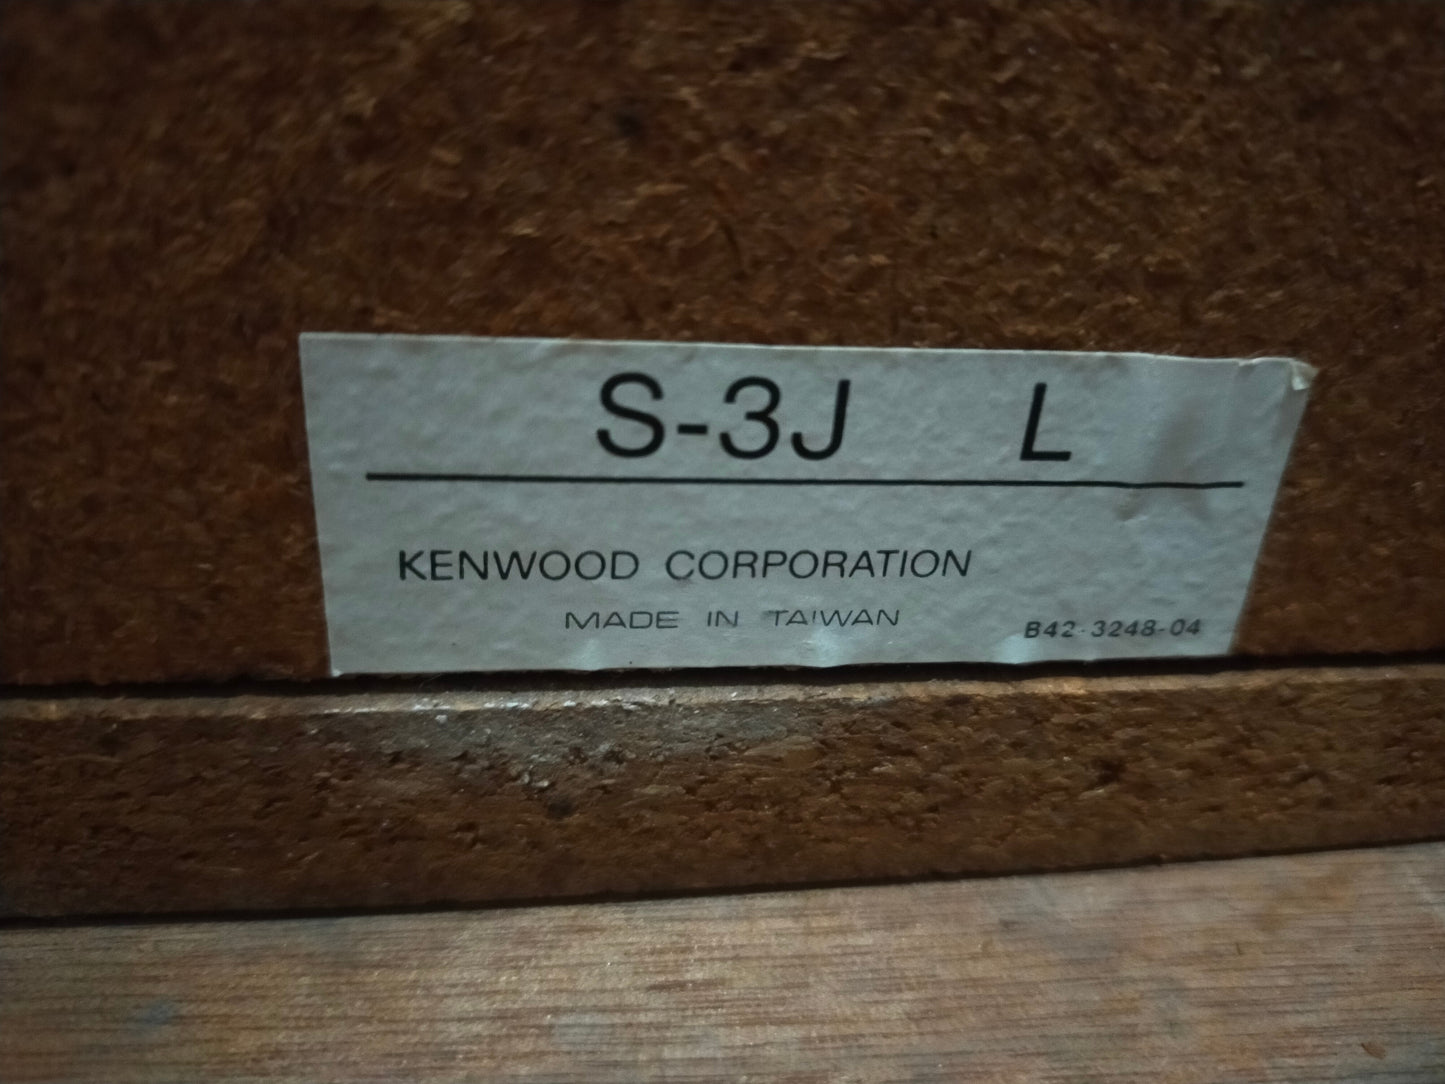 S-3J L
KENWOOD CORPORATION
MADE IN TAIWAN
B42-3248-04